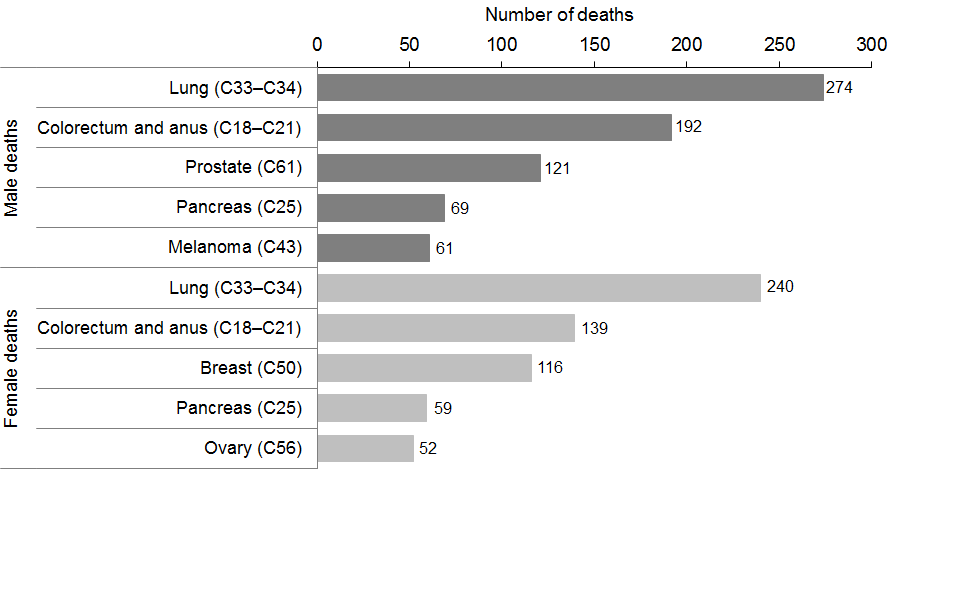 Number of deaths
0 50 100 150 200 250 300
Male deaths
Lung (C33–C34) 274
Colorectum and anus (C18–C21) 192
Prostate (C61) 121
Pancreas (C25) 69
Melanoma (C43) 61
Female deaths
Lung (C33–C34) 240
Colorectum and anus (C18–C21) 139
Breast (C50) 116
Pancreas (C25) 59
Ovary (C56) 52